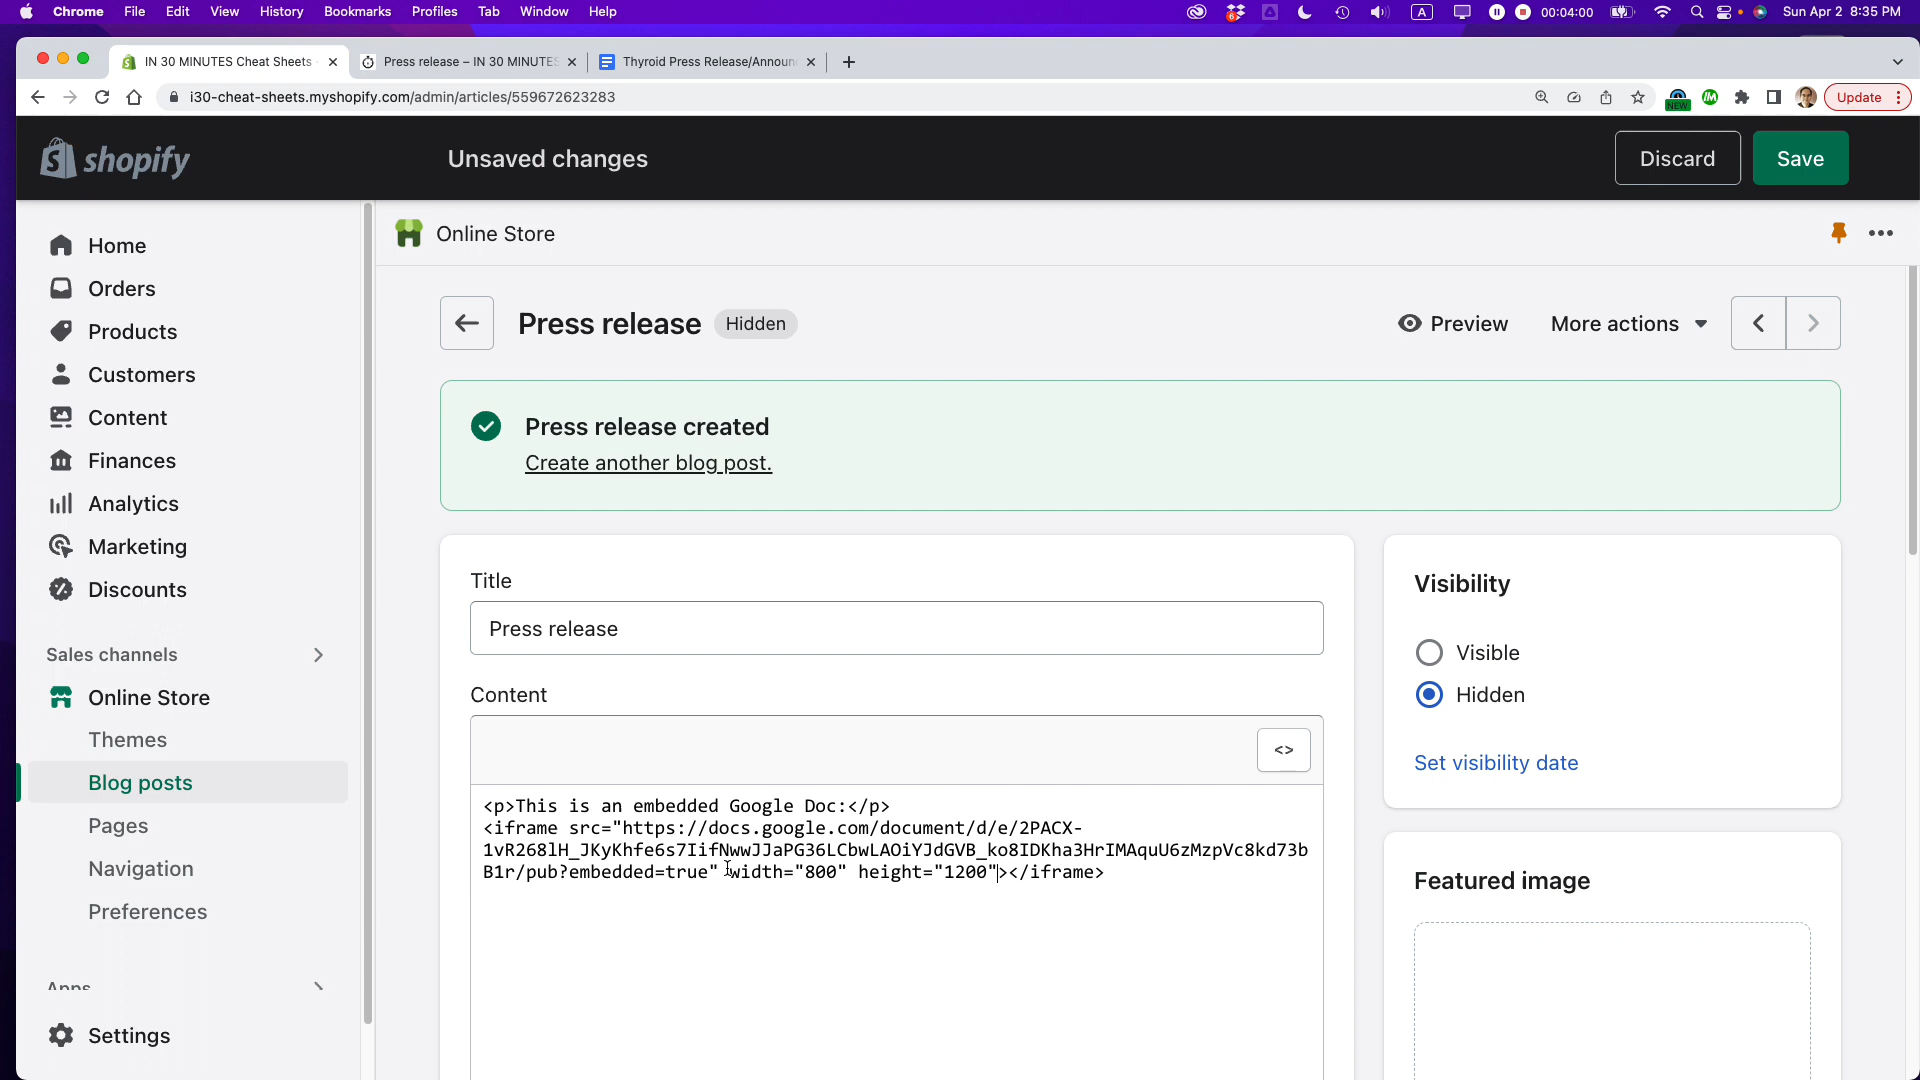 Chrome File Edit View History Bookmarks Profiles Tab Window Help
6 A 00:04:00 Sun Apr 2 8:35 PM
IN 30 MINUTES Cheat Sheets
Press release – IN 30 MINUTES
Thyroid Press Release/Announ
i30-cheat-sheets.myshopify.com/admin/articles/559672623283
NEW
Update
shopify
Unsaved changes
Discard
Save
Home
Orders
Products
Customers
Content
Finances
Analytics
Marketing
Discounts
Sales channels
Online Store
Themes
Blog posts
Pages
Navigation
Preferences
Apps
Settings
Online Store
Press release
Hidden
Preview
More actions
Press release created
Create another blog post.
Title
Press release
Content
<>
<p>This is an embedded Google Doc:</p>
<iframe src="https://docs.google.com/document/d/e/2PACX-
1vR268lH_JKyKhfe6s7IifNwwJJaPG36LCbwLAOiYJdGVB_ko8IDKha3HrIMAquU6zMzpVc8kd73b
B1r/pub?embedded=true" width="800" height="1200"></iframe>
Visibility
Visible
Hidden
Set visibility date
Featured image